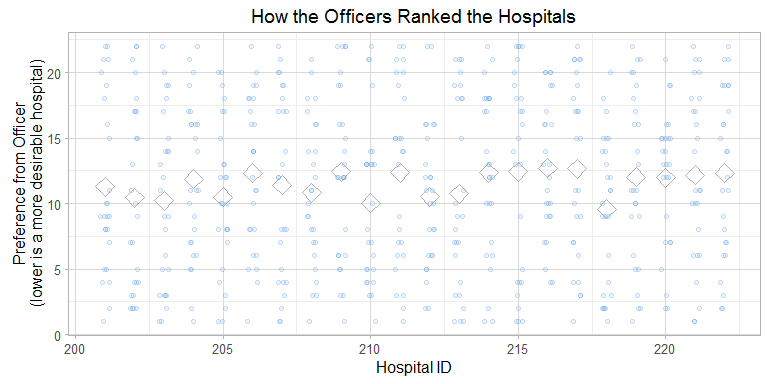 How the Officers Ranked the Hospitals
Preference from Officer
(lower is a more desirable hospital)
20
15
10
5
0
200
205
210
215
220
Hospital ID